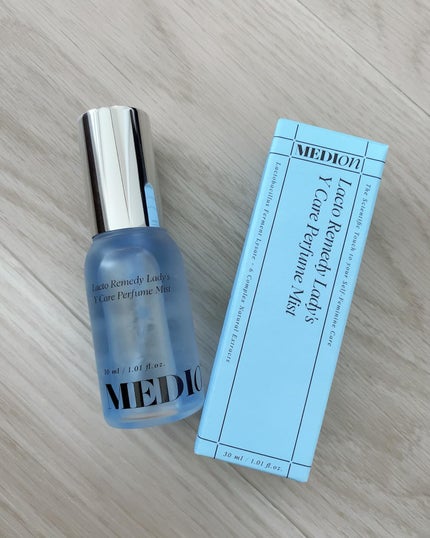 Lacto Remedy Lady's
Y Care Perfume Mist
30 ml / 1.01 fl.oz.
MEDION
MEDION
The Scientific Touch to your Self-Feminine Care
Lacto Remedy Lady's
Y Care Perfume Mist
Lactobacillus Ferment Lysate · 6 Complex Natural Extracts
30 ml / 1.01 fl.oz.